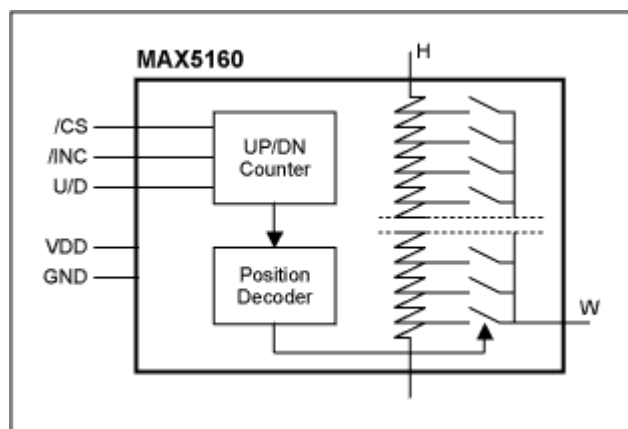 MAX5160
H
/CS
/INC
U/D
UP/DN
Counter
VDD
GND
Position
Decoder
W